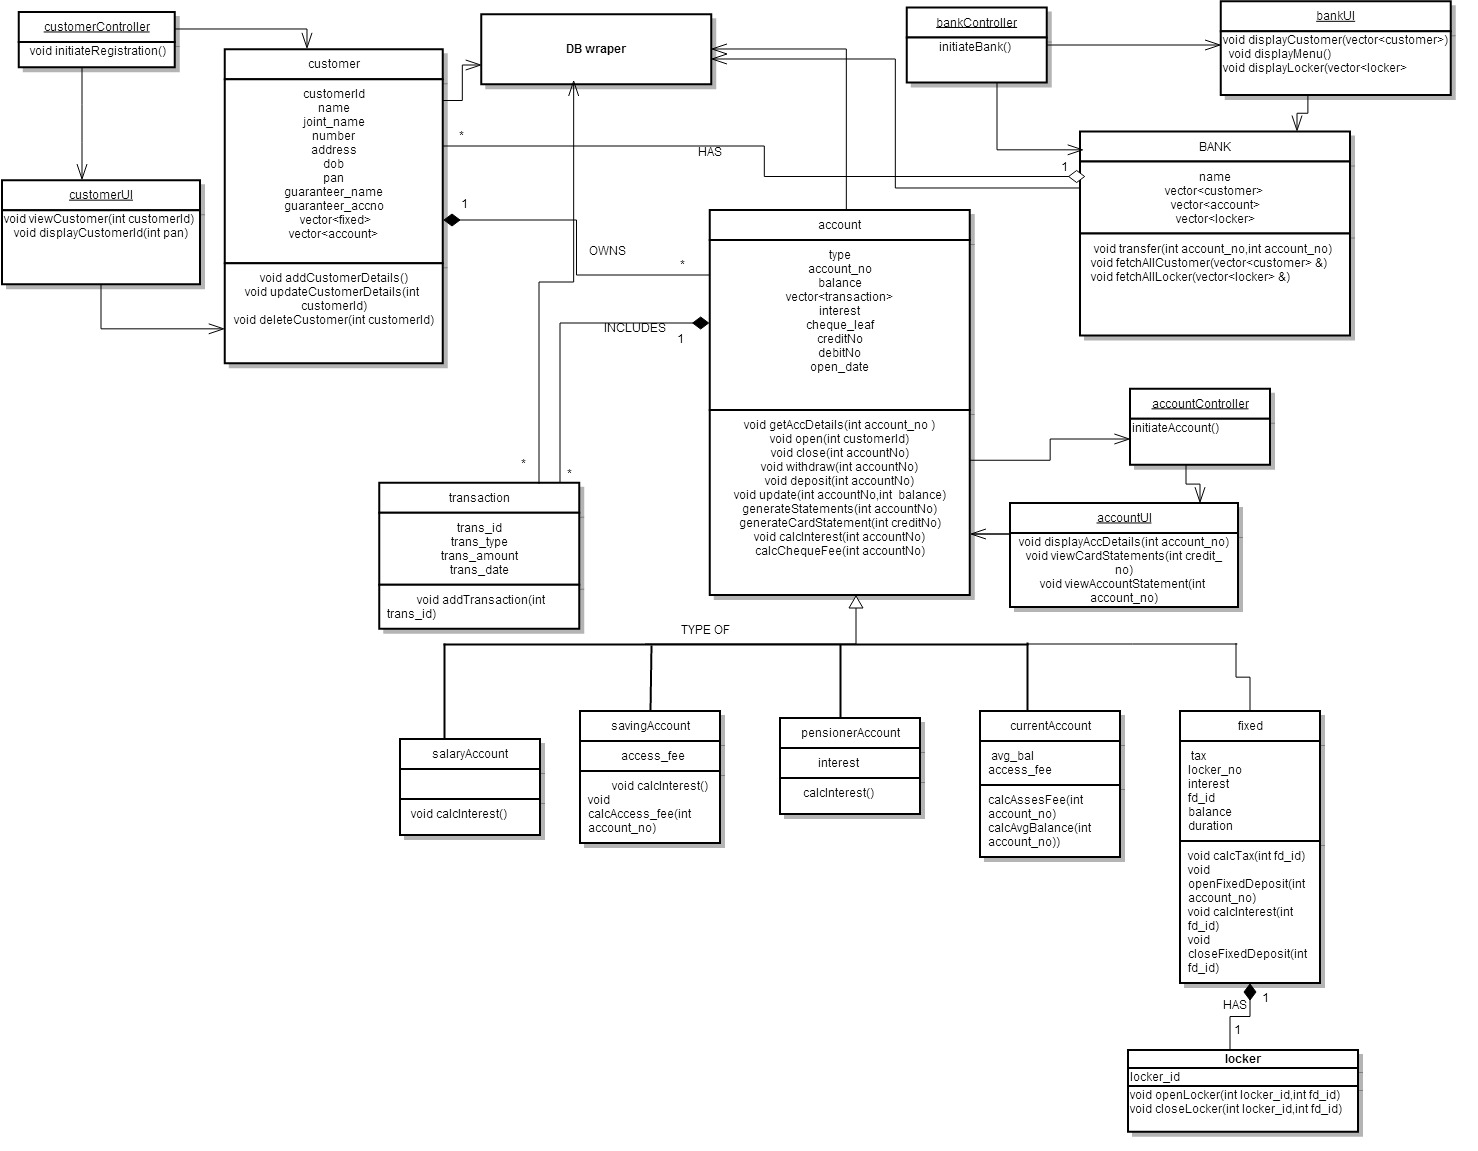 customerController
void initiateRegistration()
DB wraper
bankController
initiateBank()
bankUI
void displayCustomer(vector<customer>)
void displayMenu()
void displayLocker(vector<locker>
customer
customerId
name
joint_name
number
address
dob
pan
guaranteer_name
guaranteer_accno
vector<fixed>
vector<account>
void addCustomerDetails()
void updateCustomerDetails(int
customerId)
void deleteCustomer(int customerId)
customerUI
void viewCustomer(int customerId)
void displayCustomerId(int pan)
*
HAS
1
BANK
name
vector<customer>
vector<account>
vector<locker>
void transfer(int account_no,int account_no)
void fetchAllCustomer(vector<customer> &)
void fetchAllLocker(vector<locker> &)
1
OWNS
*
account
type
account_no
balance
vector<transaction>
interest
cheque_leaf
creditNo
debitNo
open_date
void getAccDetails(int account_no )
void open(int customerId)
void close(int accountNo)
void withdraw(int accountNo)
void deposit(int accountNo)
void update(int accountNo,int  balance)
generateStatements(int accountNo)
generateCardStatement(int creditNo)
void calcInterest(int accountNo)
calcChequeFee(int accountNo)
INCLUDES
1
*
*
accountController
initiateAccount()
accountUI
void displayAccDetails(int account_no)
void viewCardStatements(int credit_
no)
void viewAccountStatement(int
account_no)
transaction
trans_id
trans_type
trans_amount
trans_date
void addTransaction(int
trans_id)
TYPE OF
salaryAccount
void calcInterest()
savingAccount
access_fee
void calcInterest()
void
calcAccess_fee(int
account_no)
pensionerAccount
interest
calcInterest()
currentAccount
avg_bal
access_fee
calcAssesFee(int
account_no)
calcAvgBalance(int
account_no))
fixed
tax
locker_no
interest
fd_id
balance
duration
void calcTax(int fd_id)
void
openFixedDeposit(int
account_no)
void calcInterest(int
fd_id)
void
closeFixedDeposit(int
fd_id)
1
HAS
1
locker
locker_id
void openLocker(int locker_id,int fd_id)
void closeLocker(int locker_id,int fd_id)